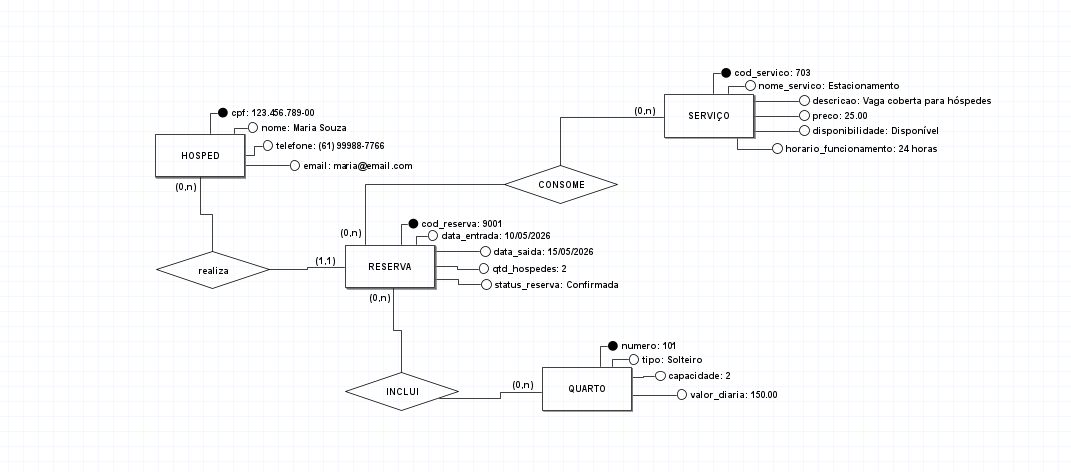 cod_servico: 703
nome_servico: Estacionamento
descricao: Vaga coberta para hóspedes
(0,n)
SERVIÇO
preco: 25.00
disponibilidade: Disponível
horario_funcionamento: 24 horas
cpf: 123.456.789-00
nome: Maria Souza
telefone: (61) 99988-7766
HOSPED
email: maria@email.com
(0,n)
CONSOME
(0,n)
cod_reserva: 9001
data_entrada: 10/05/2026
data_saida: 15/05/2026
realiza
(1,1)
RESERVA
qtd_hospedes: 2
status_reserva: Confirmada
(0,n)
numero: 101
tipo: Solteiro
capacidade: 2
INCLUI
(0,n)
QUARTO
valor_diaria: 150.00